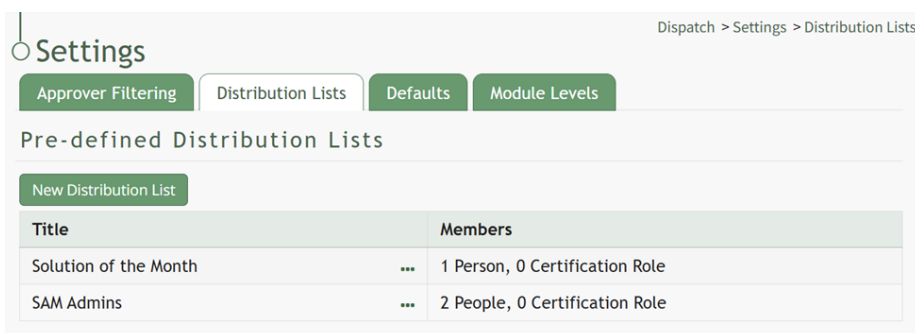 Dispatch > Settings > Distribution Lists
Settings
Approver Filtering Distribution Lists Defaults Module Levels
Pre-defined Distribution Lists
New Distribution List
Title Members
Solution of the Month ••• 1 Person, 0 Certification Role
SAM Admins ••• 2 People, 0 Certification Role